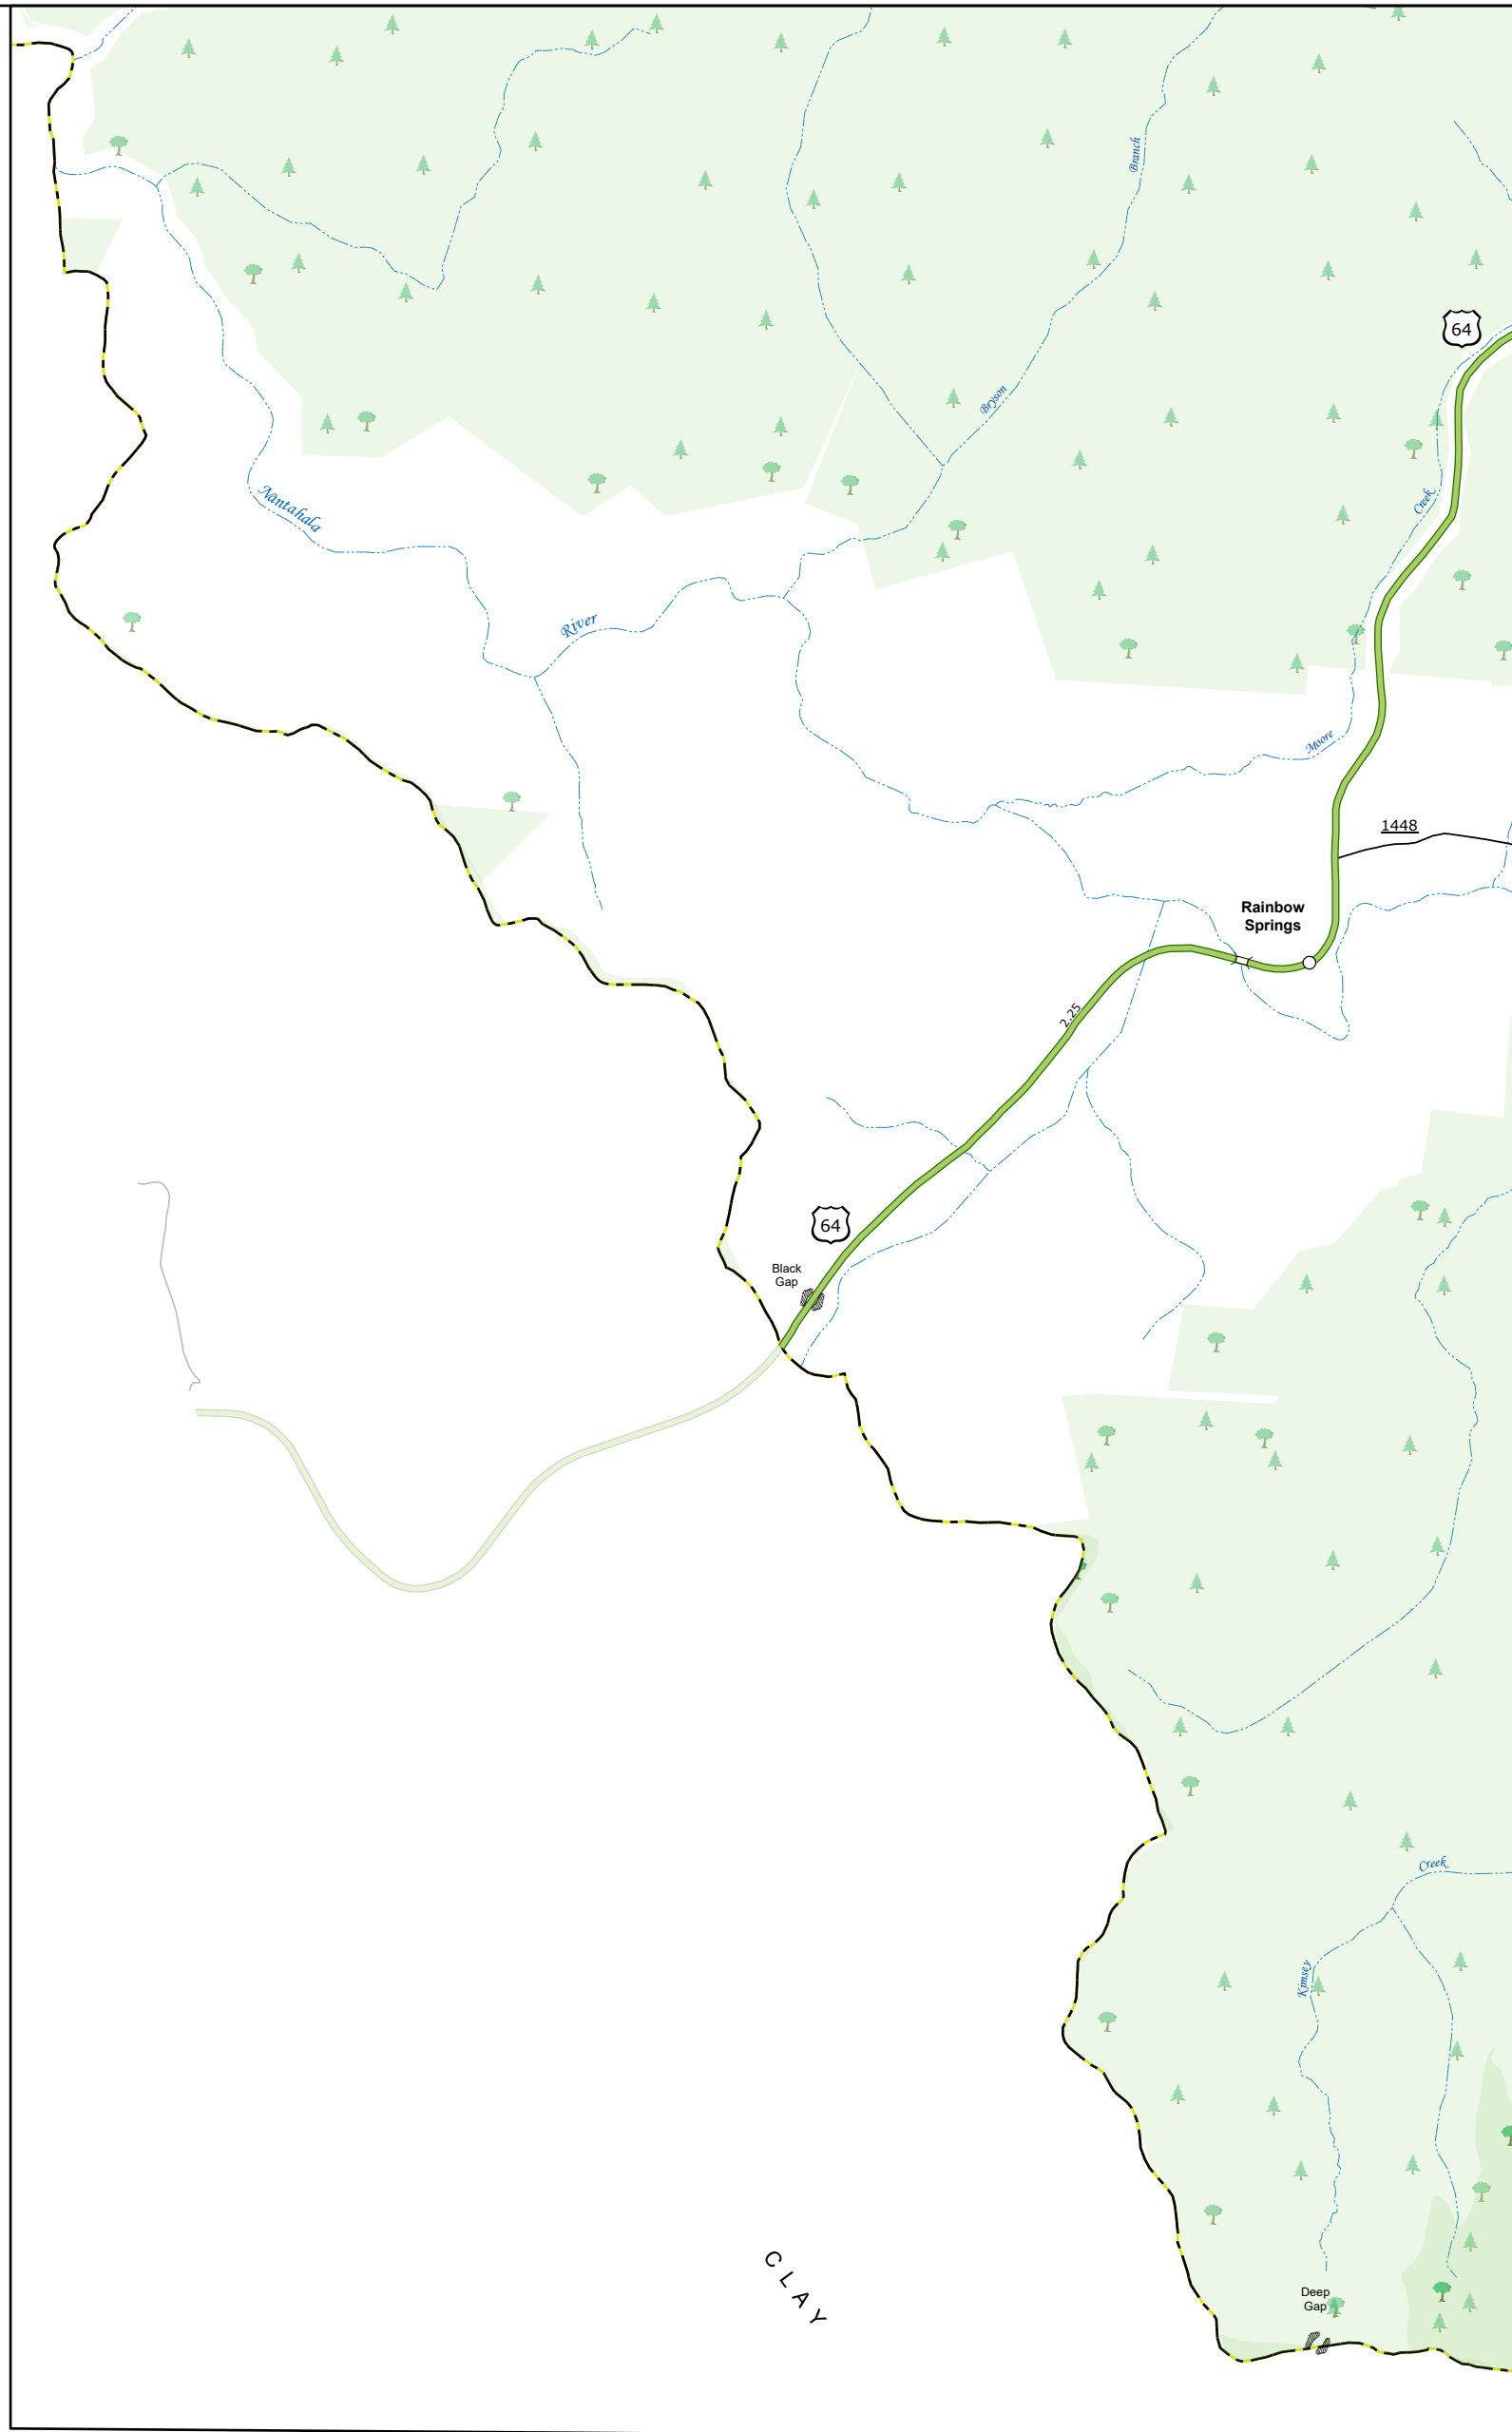 Branch
64
Bryson
Creek
Nantahala
River
Moore
1448
Rainbow
Springs
2.25
64
Black
Gap
Creek
Kimsey
CLAY
Deep
Gap